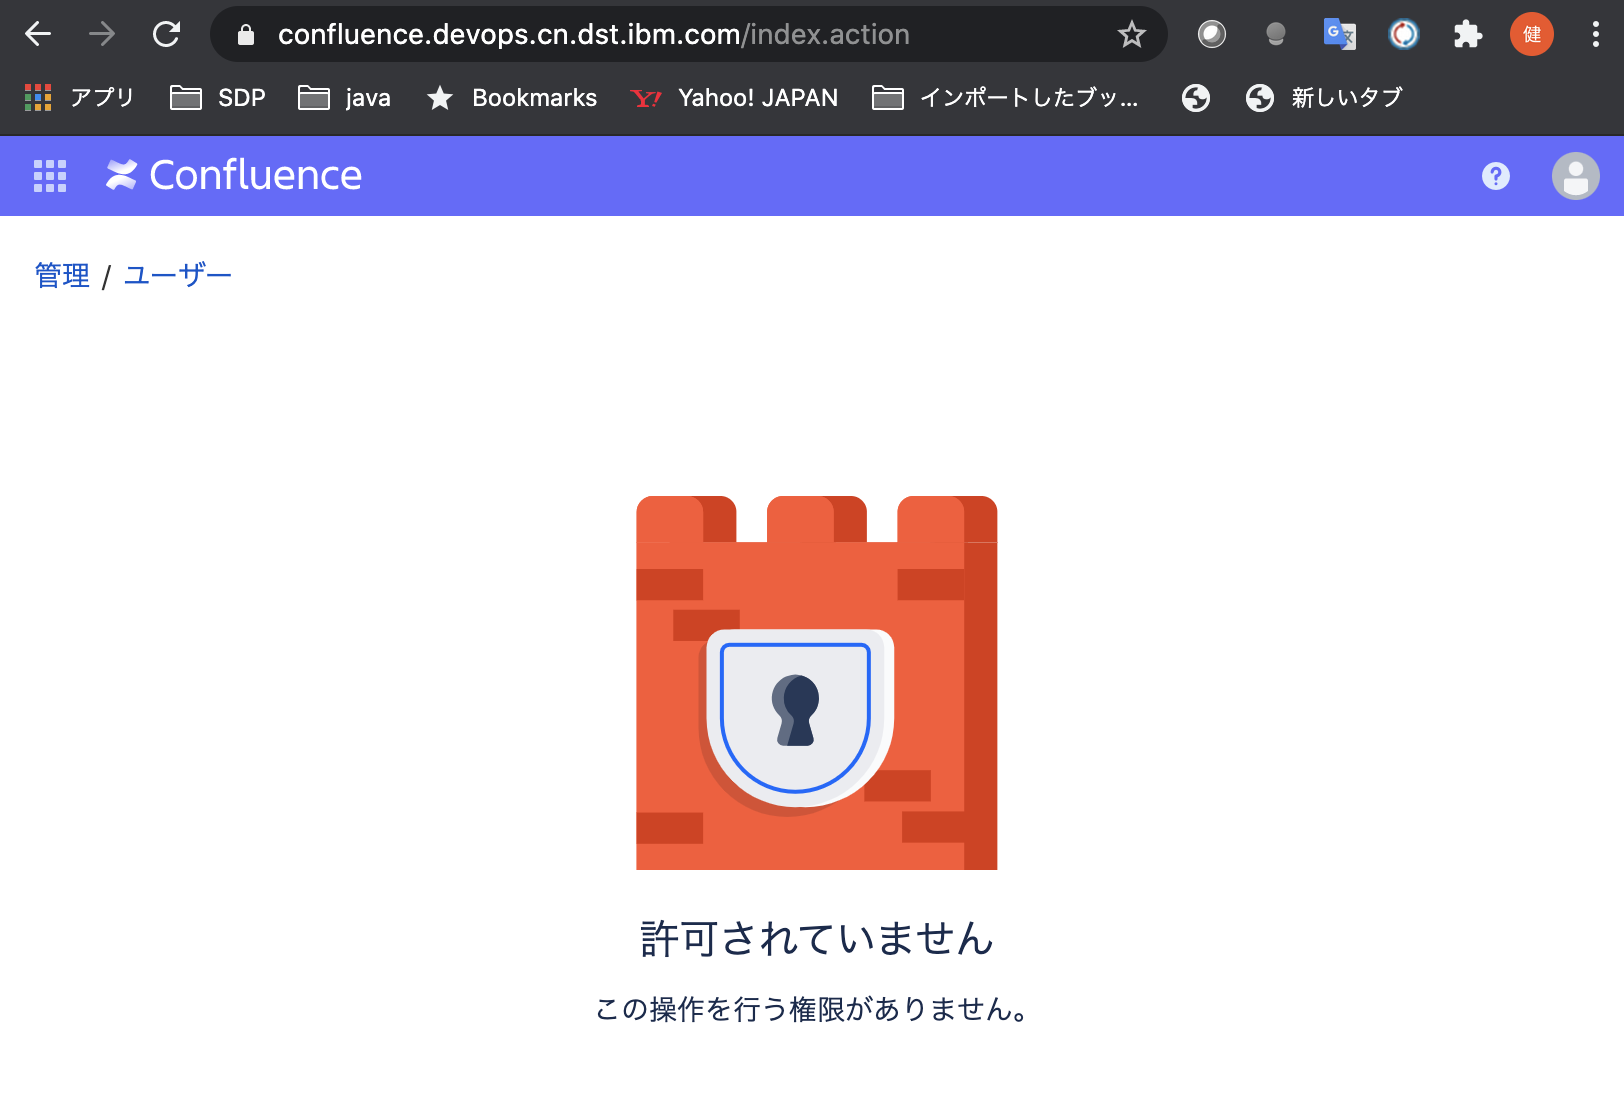 confluence.devops.cn.dst.ibm.com/index.action
健
アプリ SDP java Bookmarks Y! Yahoo! JAPAN インポートしたブッ... 新しいタブ
Confluence ?
管理 / ユーザー
許可されていません
この操作を行う権限がありません。